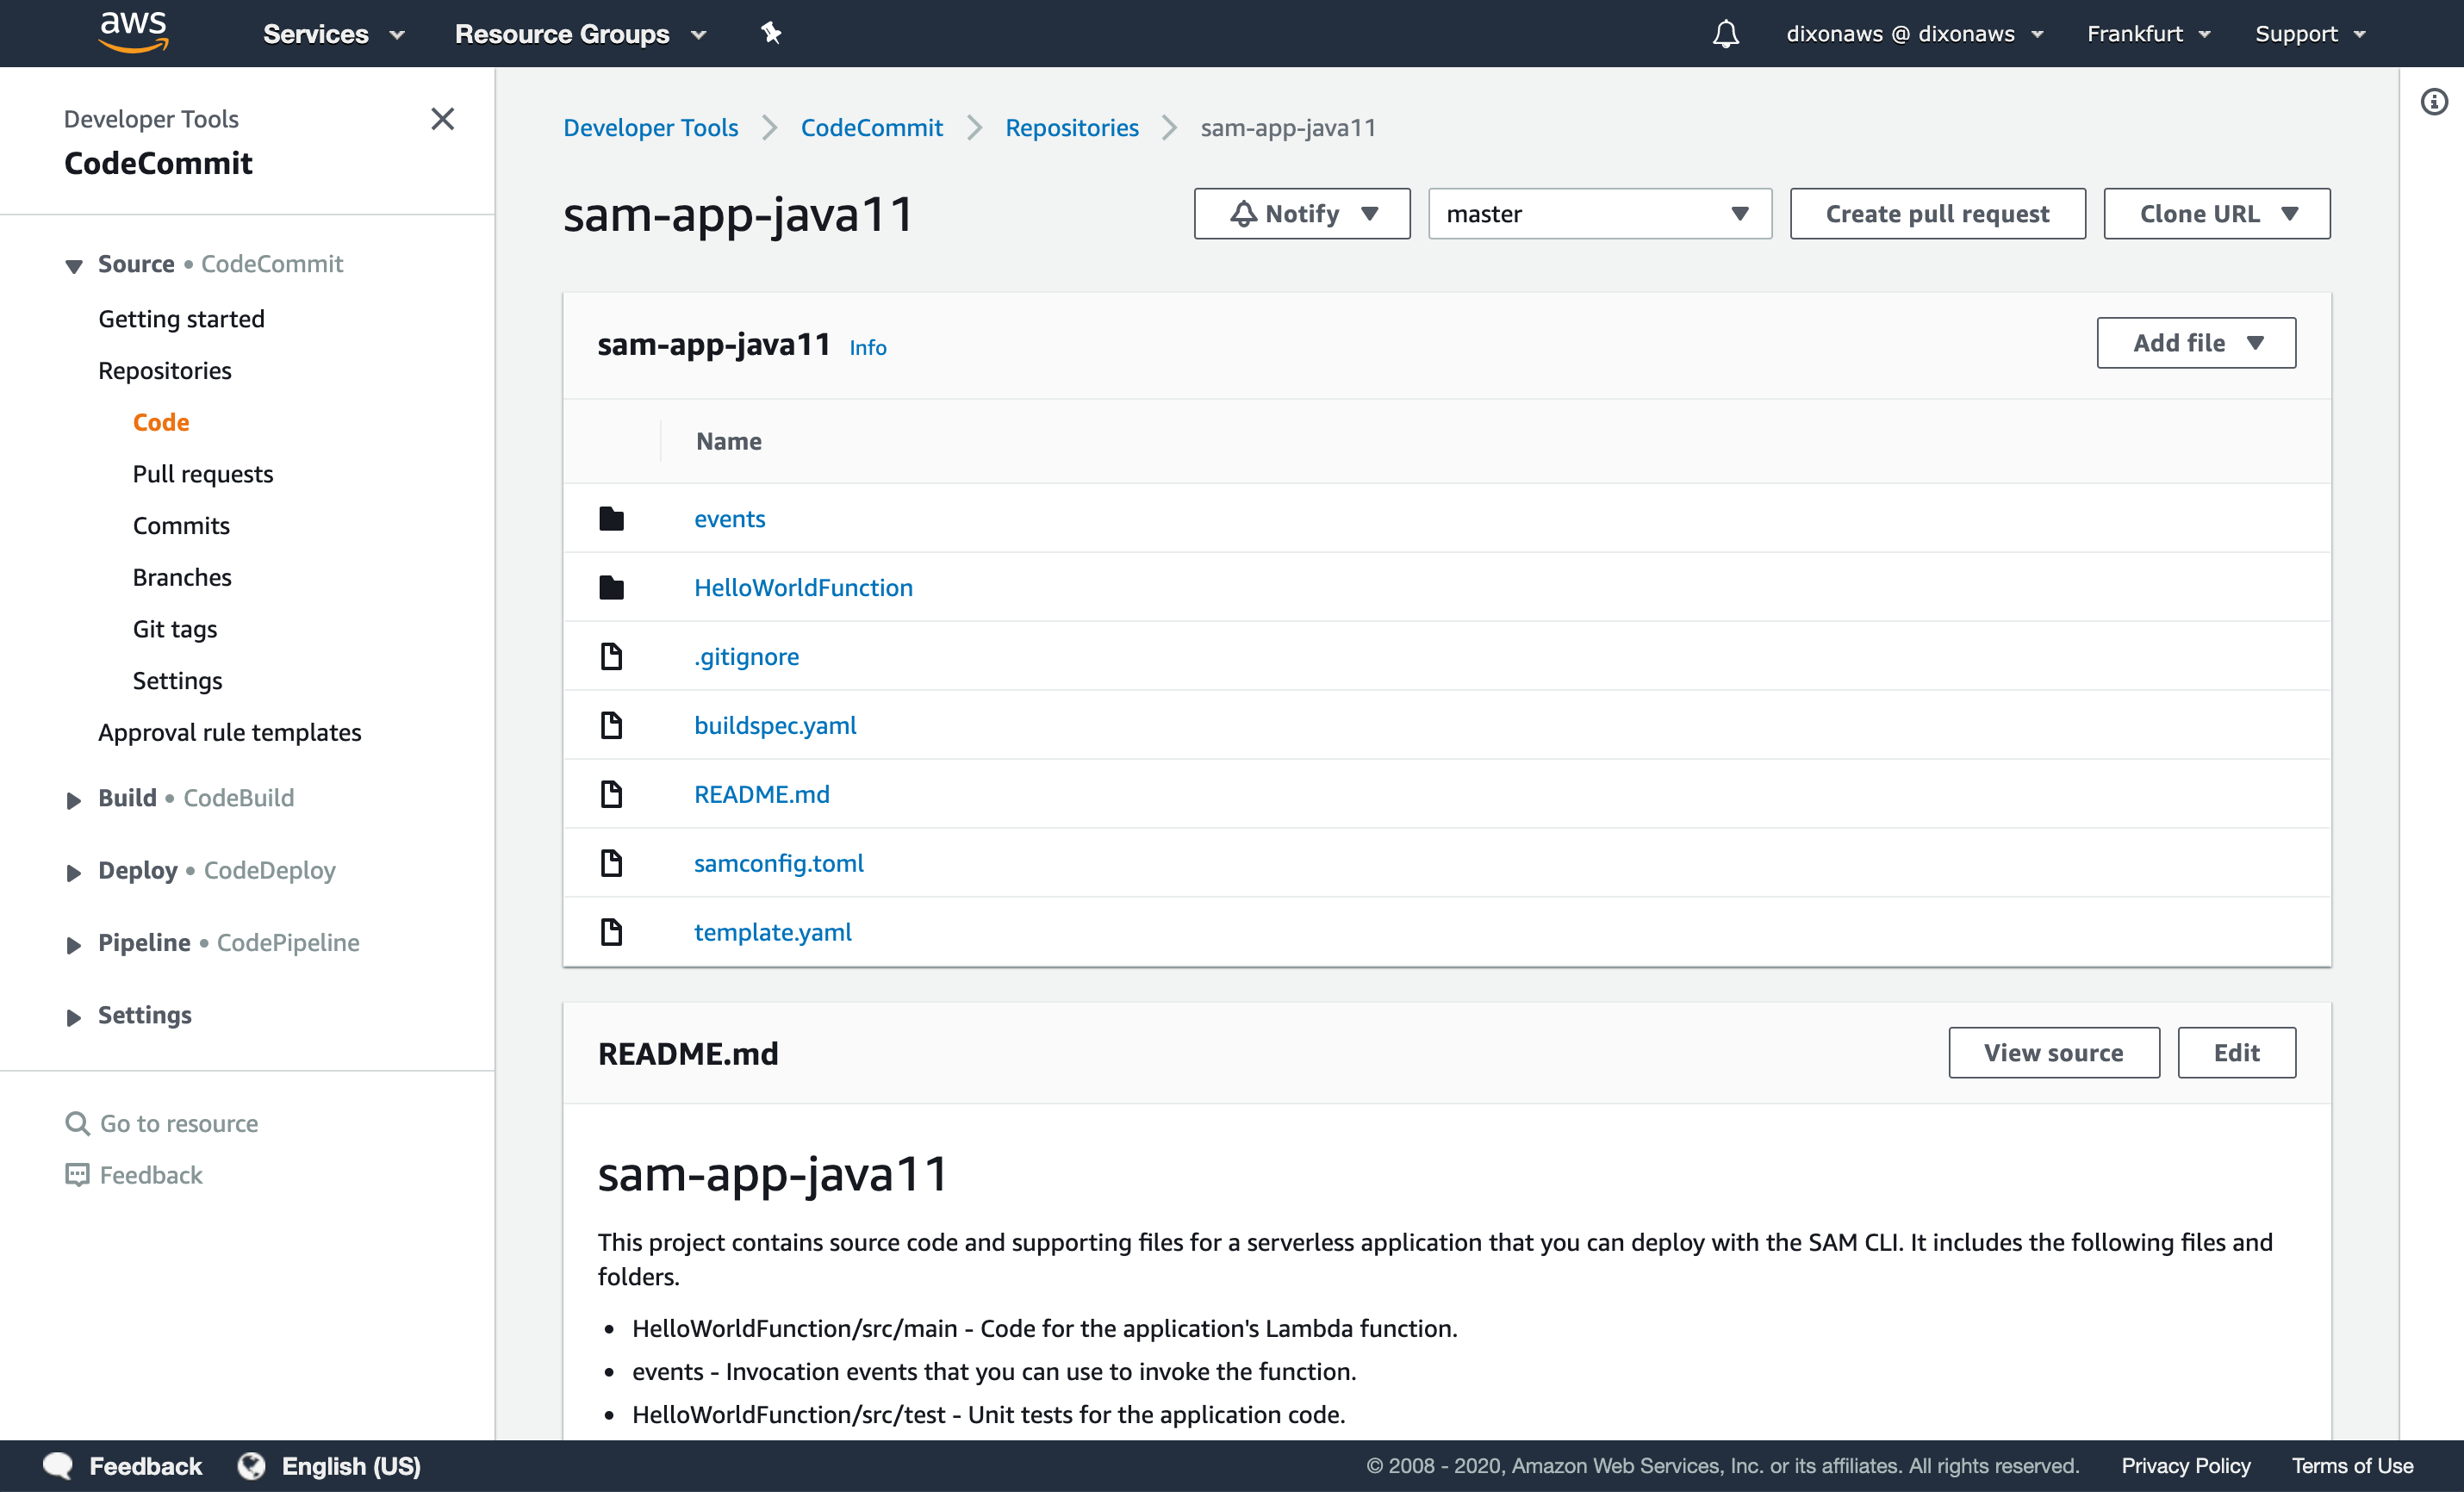 aws Services Resource Groups dixonaws @ dixonaws Frankfurt Support
Developer Tools
CodeCommit
Source • CodeCommit
Getting started
Repositories
Code
Pull requests
Commits
Branches
Git tags
Settings
Approval rule templates
Build • CodeBuild
Deploy • CodeDeploy
Pipeline • CodePipeline
Settings
Go to resource
Feedback
Developer Tools CodeCommit Repositories sam-app-java11
sam-app-java11 Notify master Create pull request Clone URL
sam-app-java11 Info Add file
Name
events
HelloWorldFunction
.gitignore
buildspec.yaml
README.md
samconfig.toml
template.yaml
README.md View source Edit
sam-app-java11
This project contains source code and supporting files for a serverless application that you can deploy with the SAM CLI. It includes the following files and
folders.
• HelloWorldFunction/src/main - Code for the application's Lambda function.
• events - Invocation events that you can use to invoke the function.
• HelloWorldFunction/src/test - Unit tests for the application code.
Feedback English (US) © 2008 - 2020, Amazon Web Services, Inc. or its affiliates. All rights reserved. Privacy Policy Terms of Use